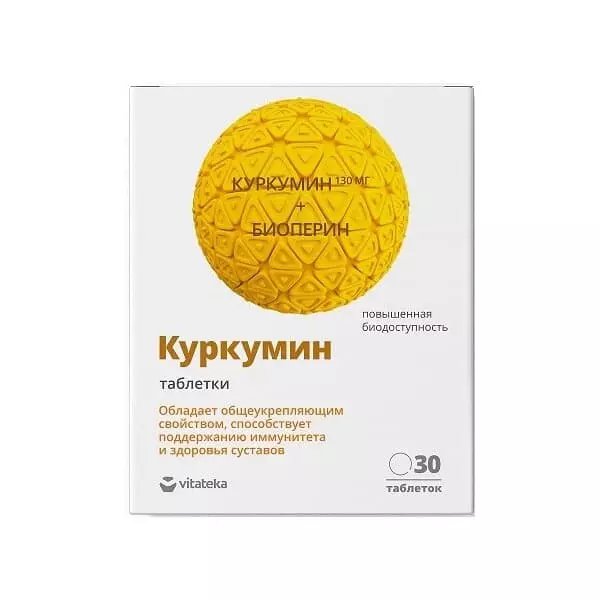 КУРКУМИН 130 МГ
+
БИОПЕРИН
повышенная
биодоступность
Куркумин
таблетки
Обладает общеукрепляющим
свойством, способствует
поддержанию иммунитета
и здоровья суставов
30
таблеток
vitateka